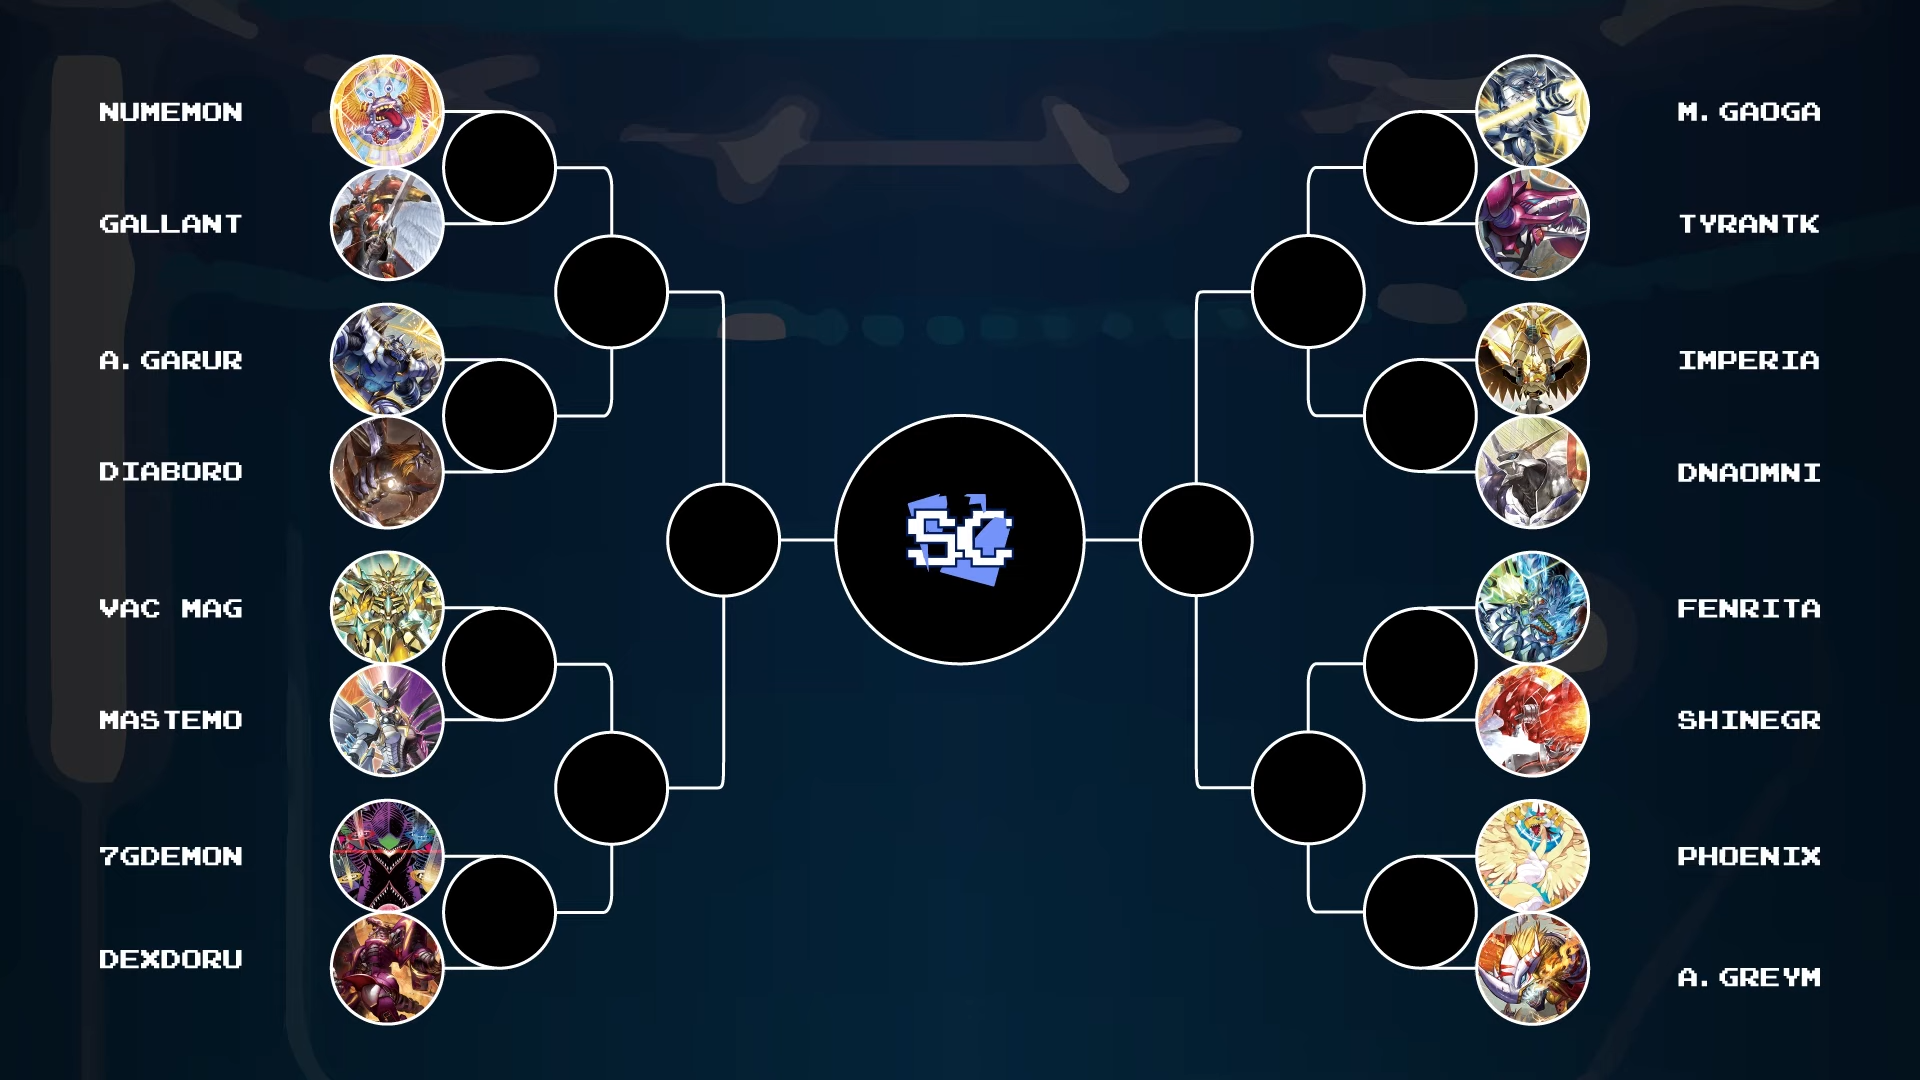 NUMEMON
GALLANT
A. GARUR
DIABORO
VAC MAG
MASTEMO
7GDEMON
DEXDORU
SC
M. GAOGA
TYRANTK
IMPERIA
DNAOMNI
FENRITA
SHINEGR
PHOENIX
A. GREYM